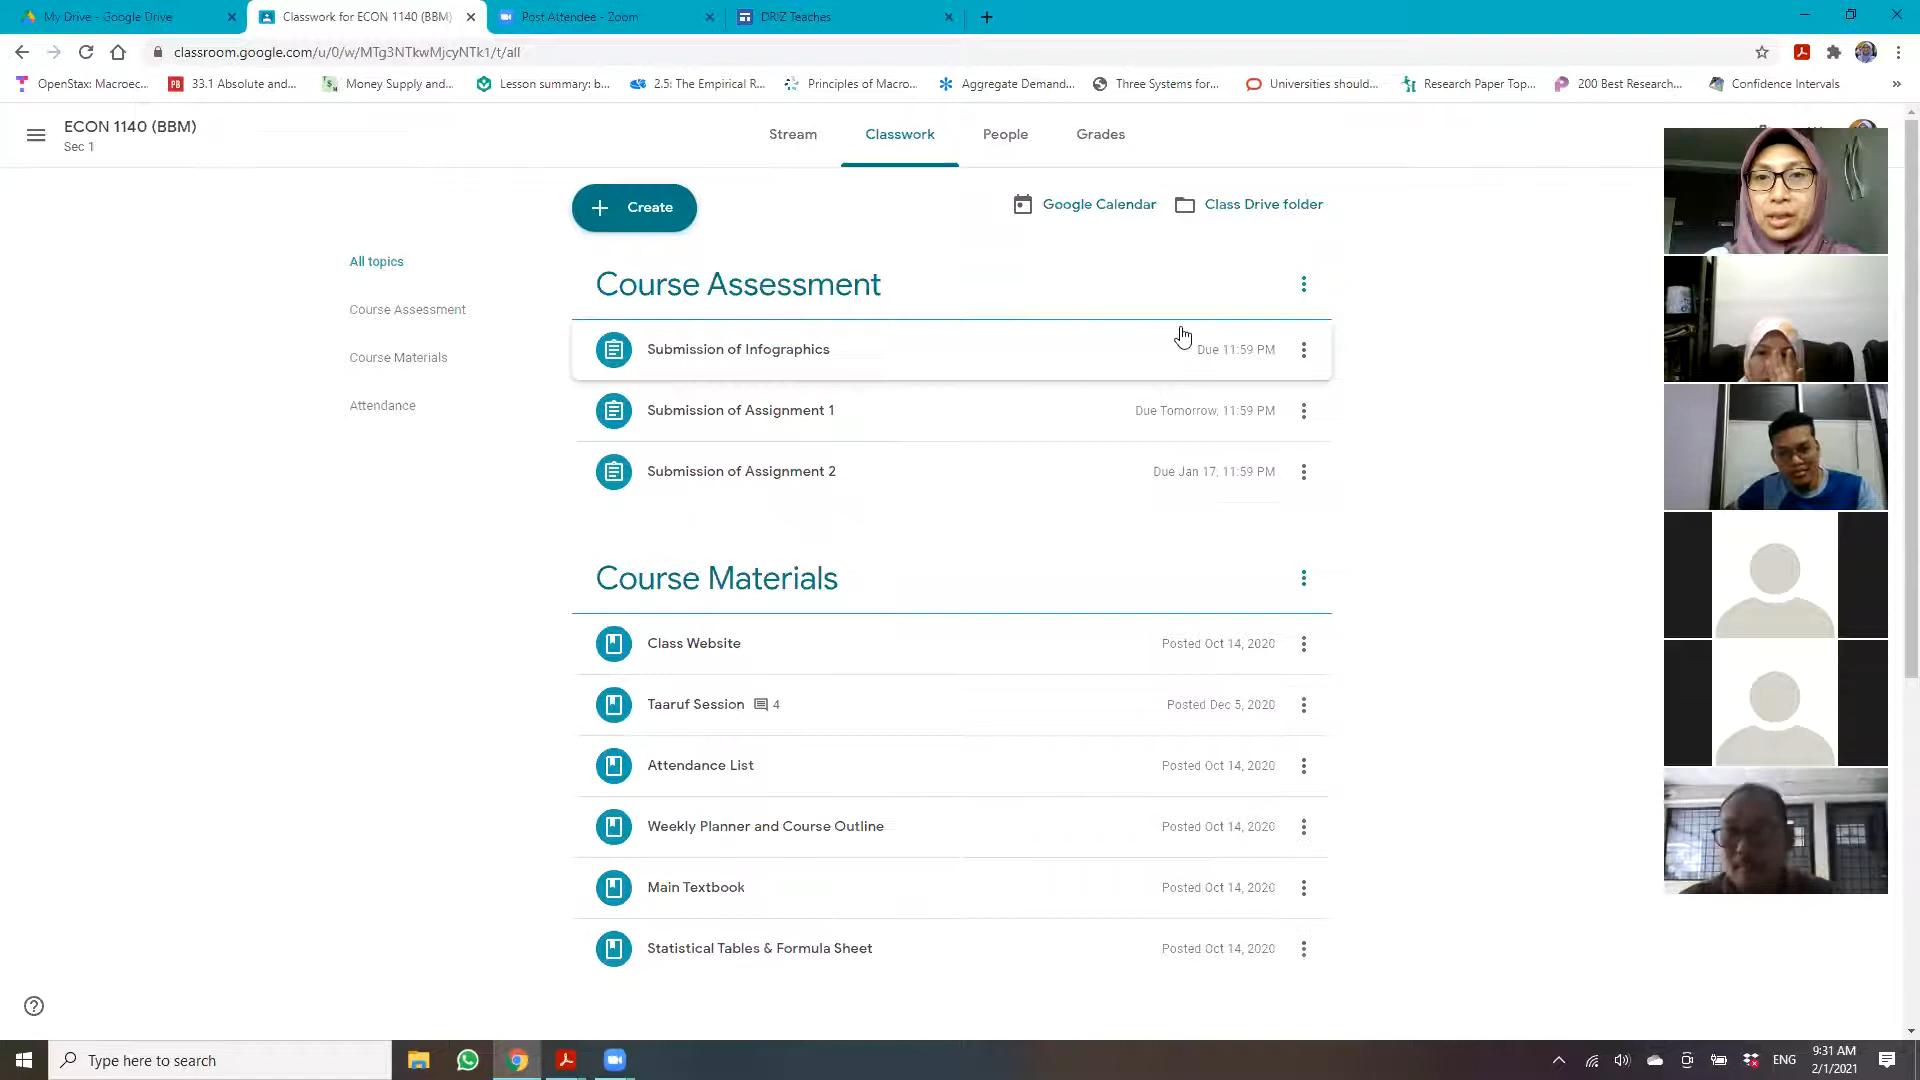 My Drive - Google Drive
Classwork for ECON 1140 (BBM)
Post Attendee - Zoom
DR!Z Teaches
classroom.google.com/u/0/w/MTg3NTkwMjcyNTk1/t/all
OpenStax: Macroec...
33.1 Absolute and...
Money Supply and...
Lesson summary: b...
2.5: The Empirical R...
Principles of Macro...
Aggregate Demand...
Three Systems for...
Universities should...
Research Paper Top...
200 Best Research...
Confidence Intervals
»
ECON 1140 (BBM)
Sec 1
Stream
Classwork
People
Grades
Create
Google Calendar
Class Drive folder
All topics
Course Assessment
Course Materials
Attendance
Course Assessment
Submission of Infographics
Due 11:59 PM
Submission of Assignment 1
Due Tomorrow, 11:59 PM
Submission of Assignment 2
Due Jan 17, 11:59 PM
Course Materials
Class Website
Posted Oct 14, 2020
Taaruf Session
4
Posted Dec 5, 2020
Attendance List
Posted Oct 14, 2020
Weekly Planner and Course Outline
Posted Oct 14, 2020
Main Textbook
Posted Oct 14, 2020
Statistical Tables & Formula Sheet
Posted Oct 14, 2020
Type here to search
ENG
9:31 AM
2/1/2021